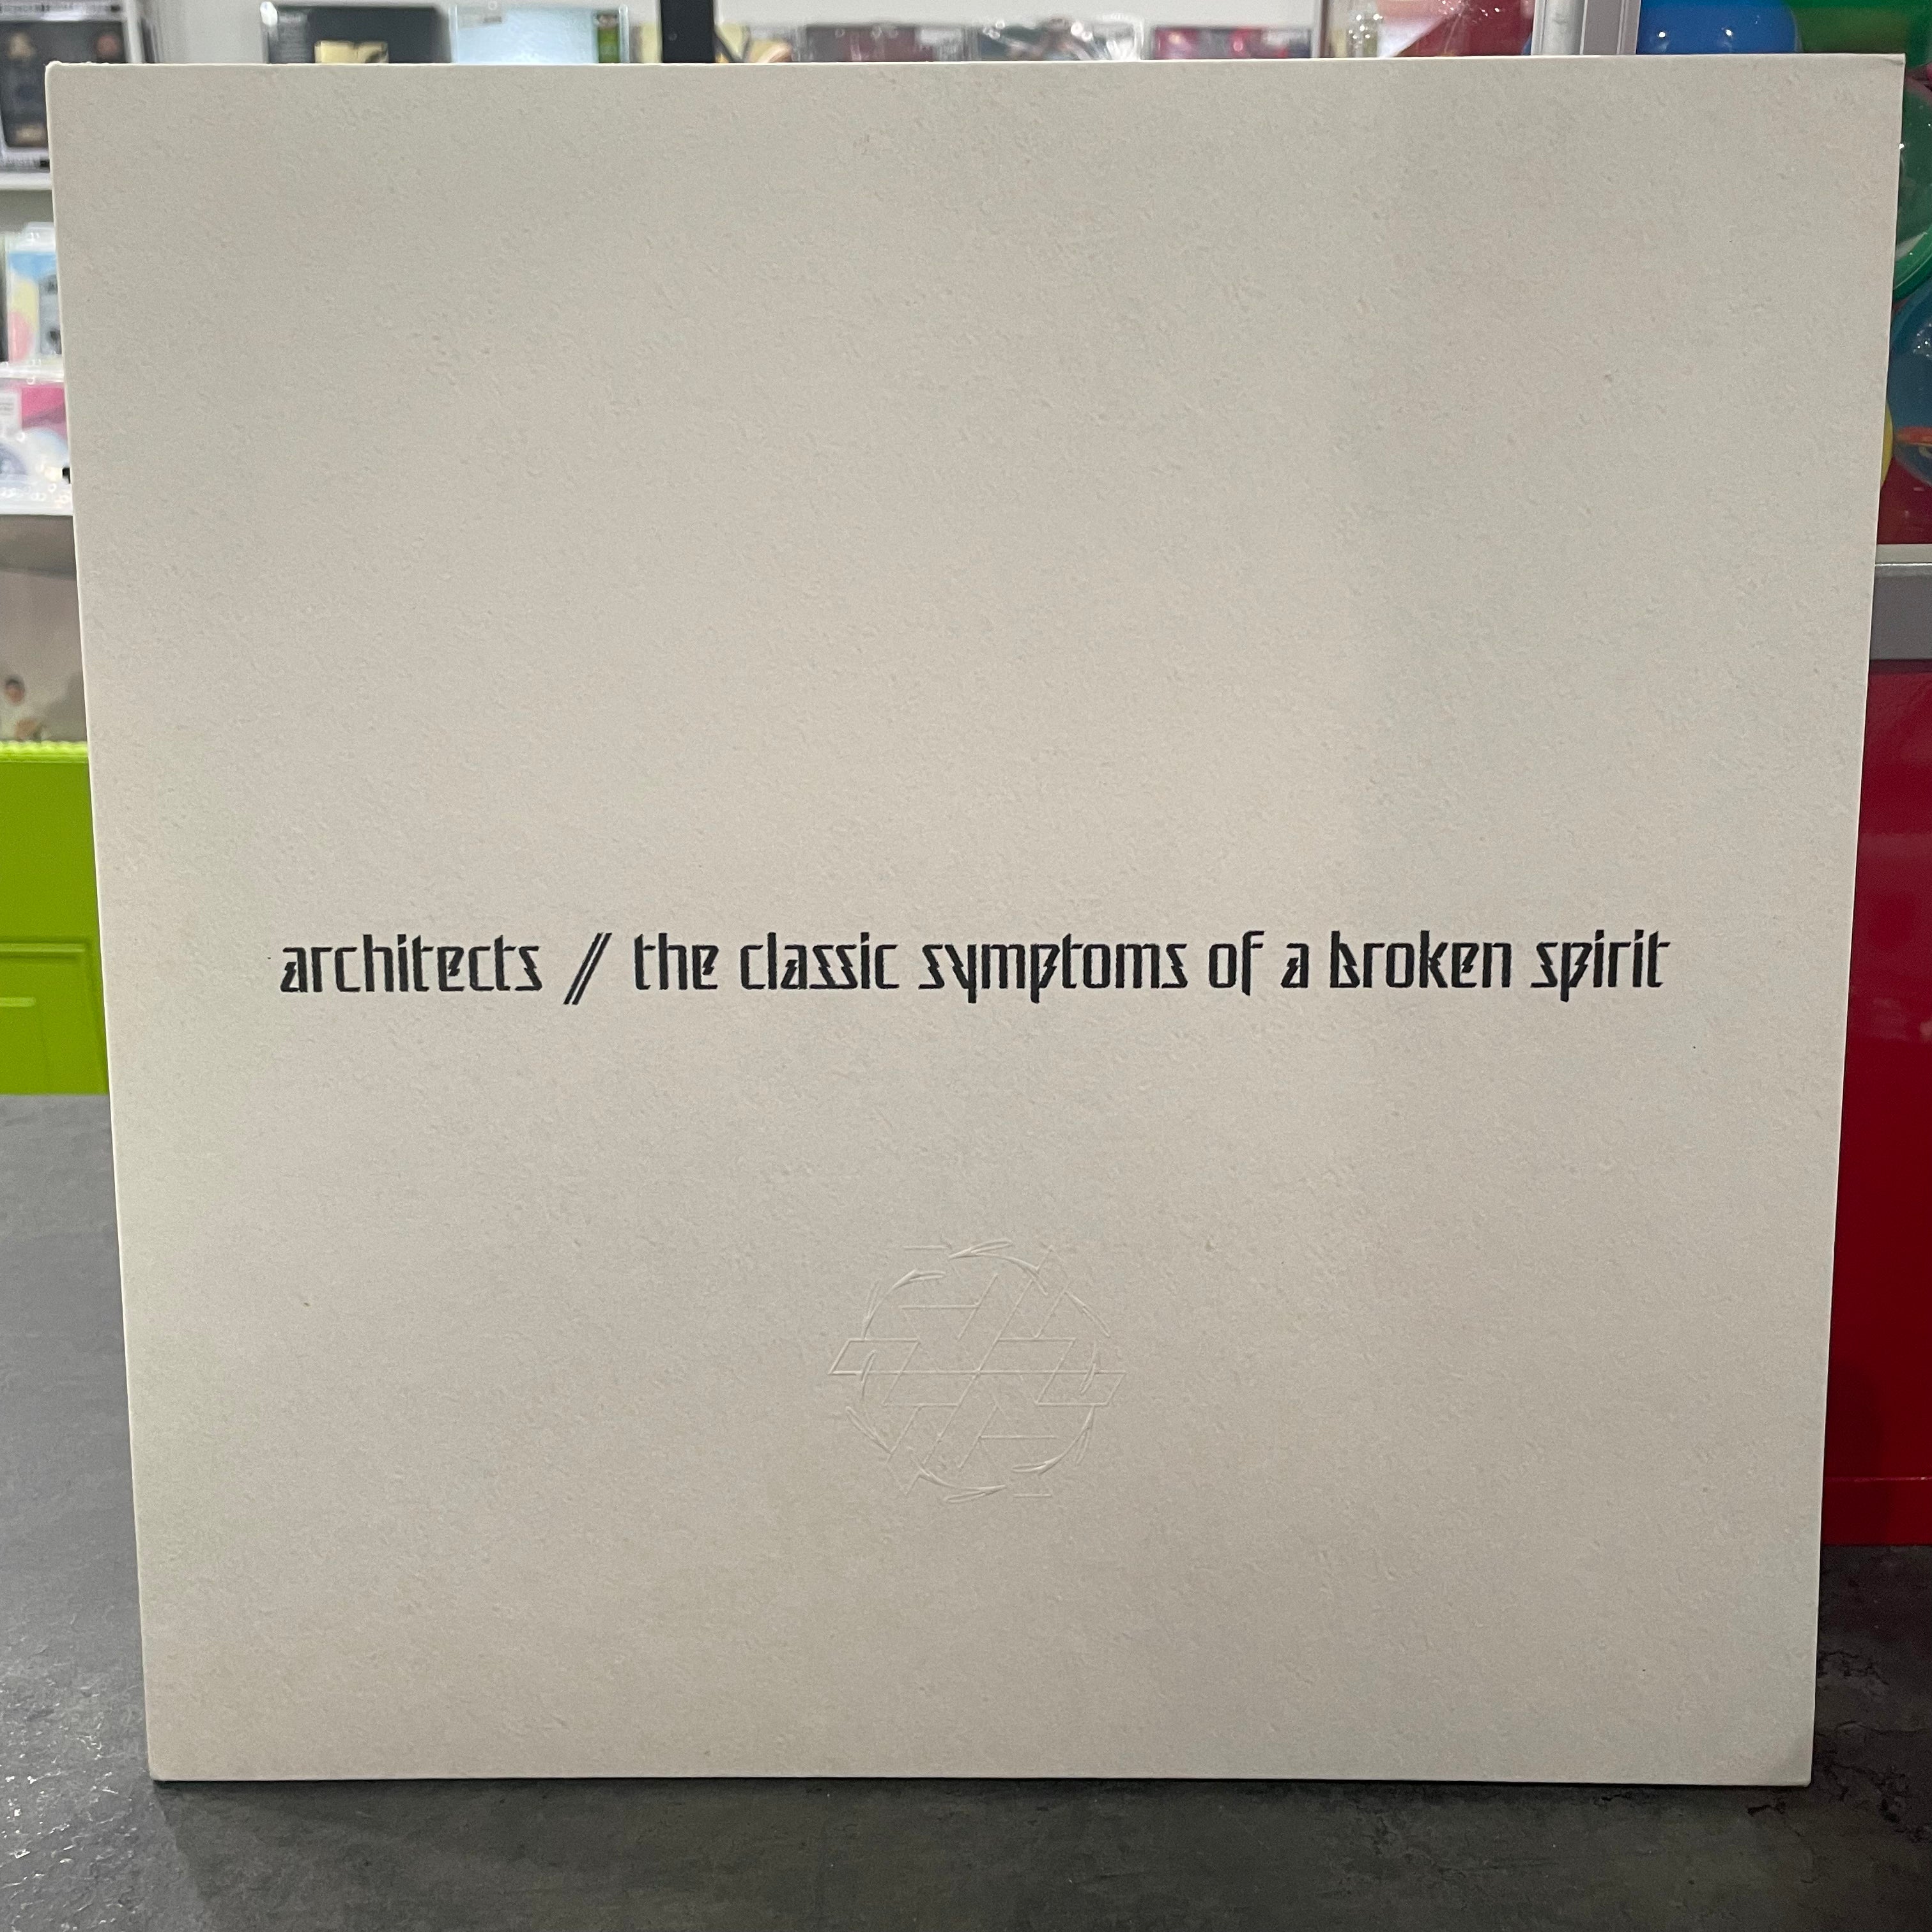 architects // the classic symptoms of a broken spirit